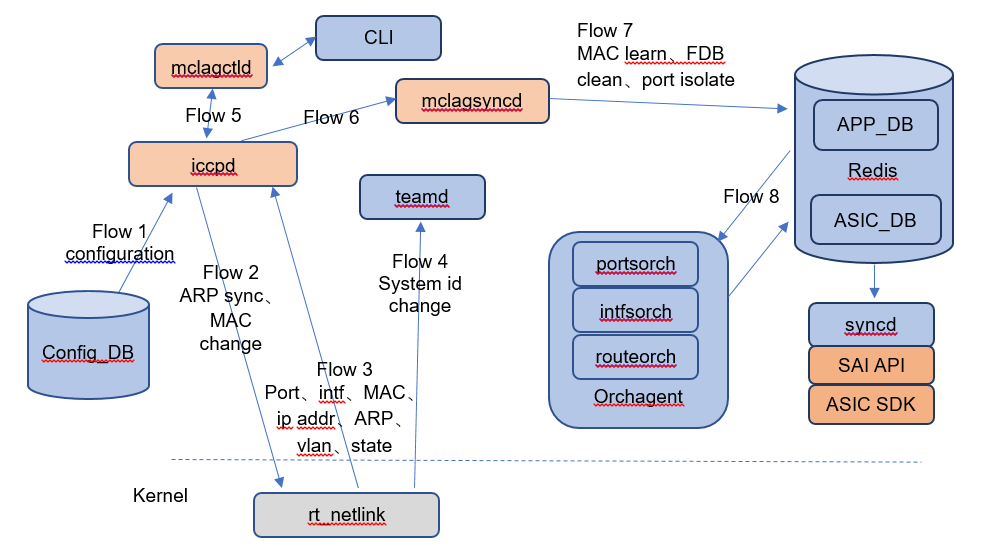 CLI
mclagctld
Flow 5
Flow 6
mclagsyncd
Flow 7
MAC learn、FDB
clean、port isolate
APP_DB
Redis
ASIC_DB
iccpd
teamd
Flow 8
Flow 1
configuration
Config_DB
Flow 2
ARP sync、
MAC
change
Flow 4
System id
change
Flow 3
Port、intf、MAC、
ip addr、ARP、
vlan、state
portsorch
intfsorch
routeorch
Orchagent
syncd
SAI API
ASIC SDK
Kernel
rt_netlink